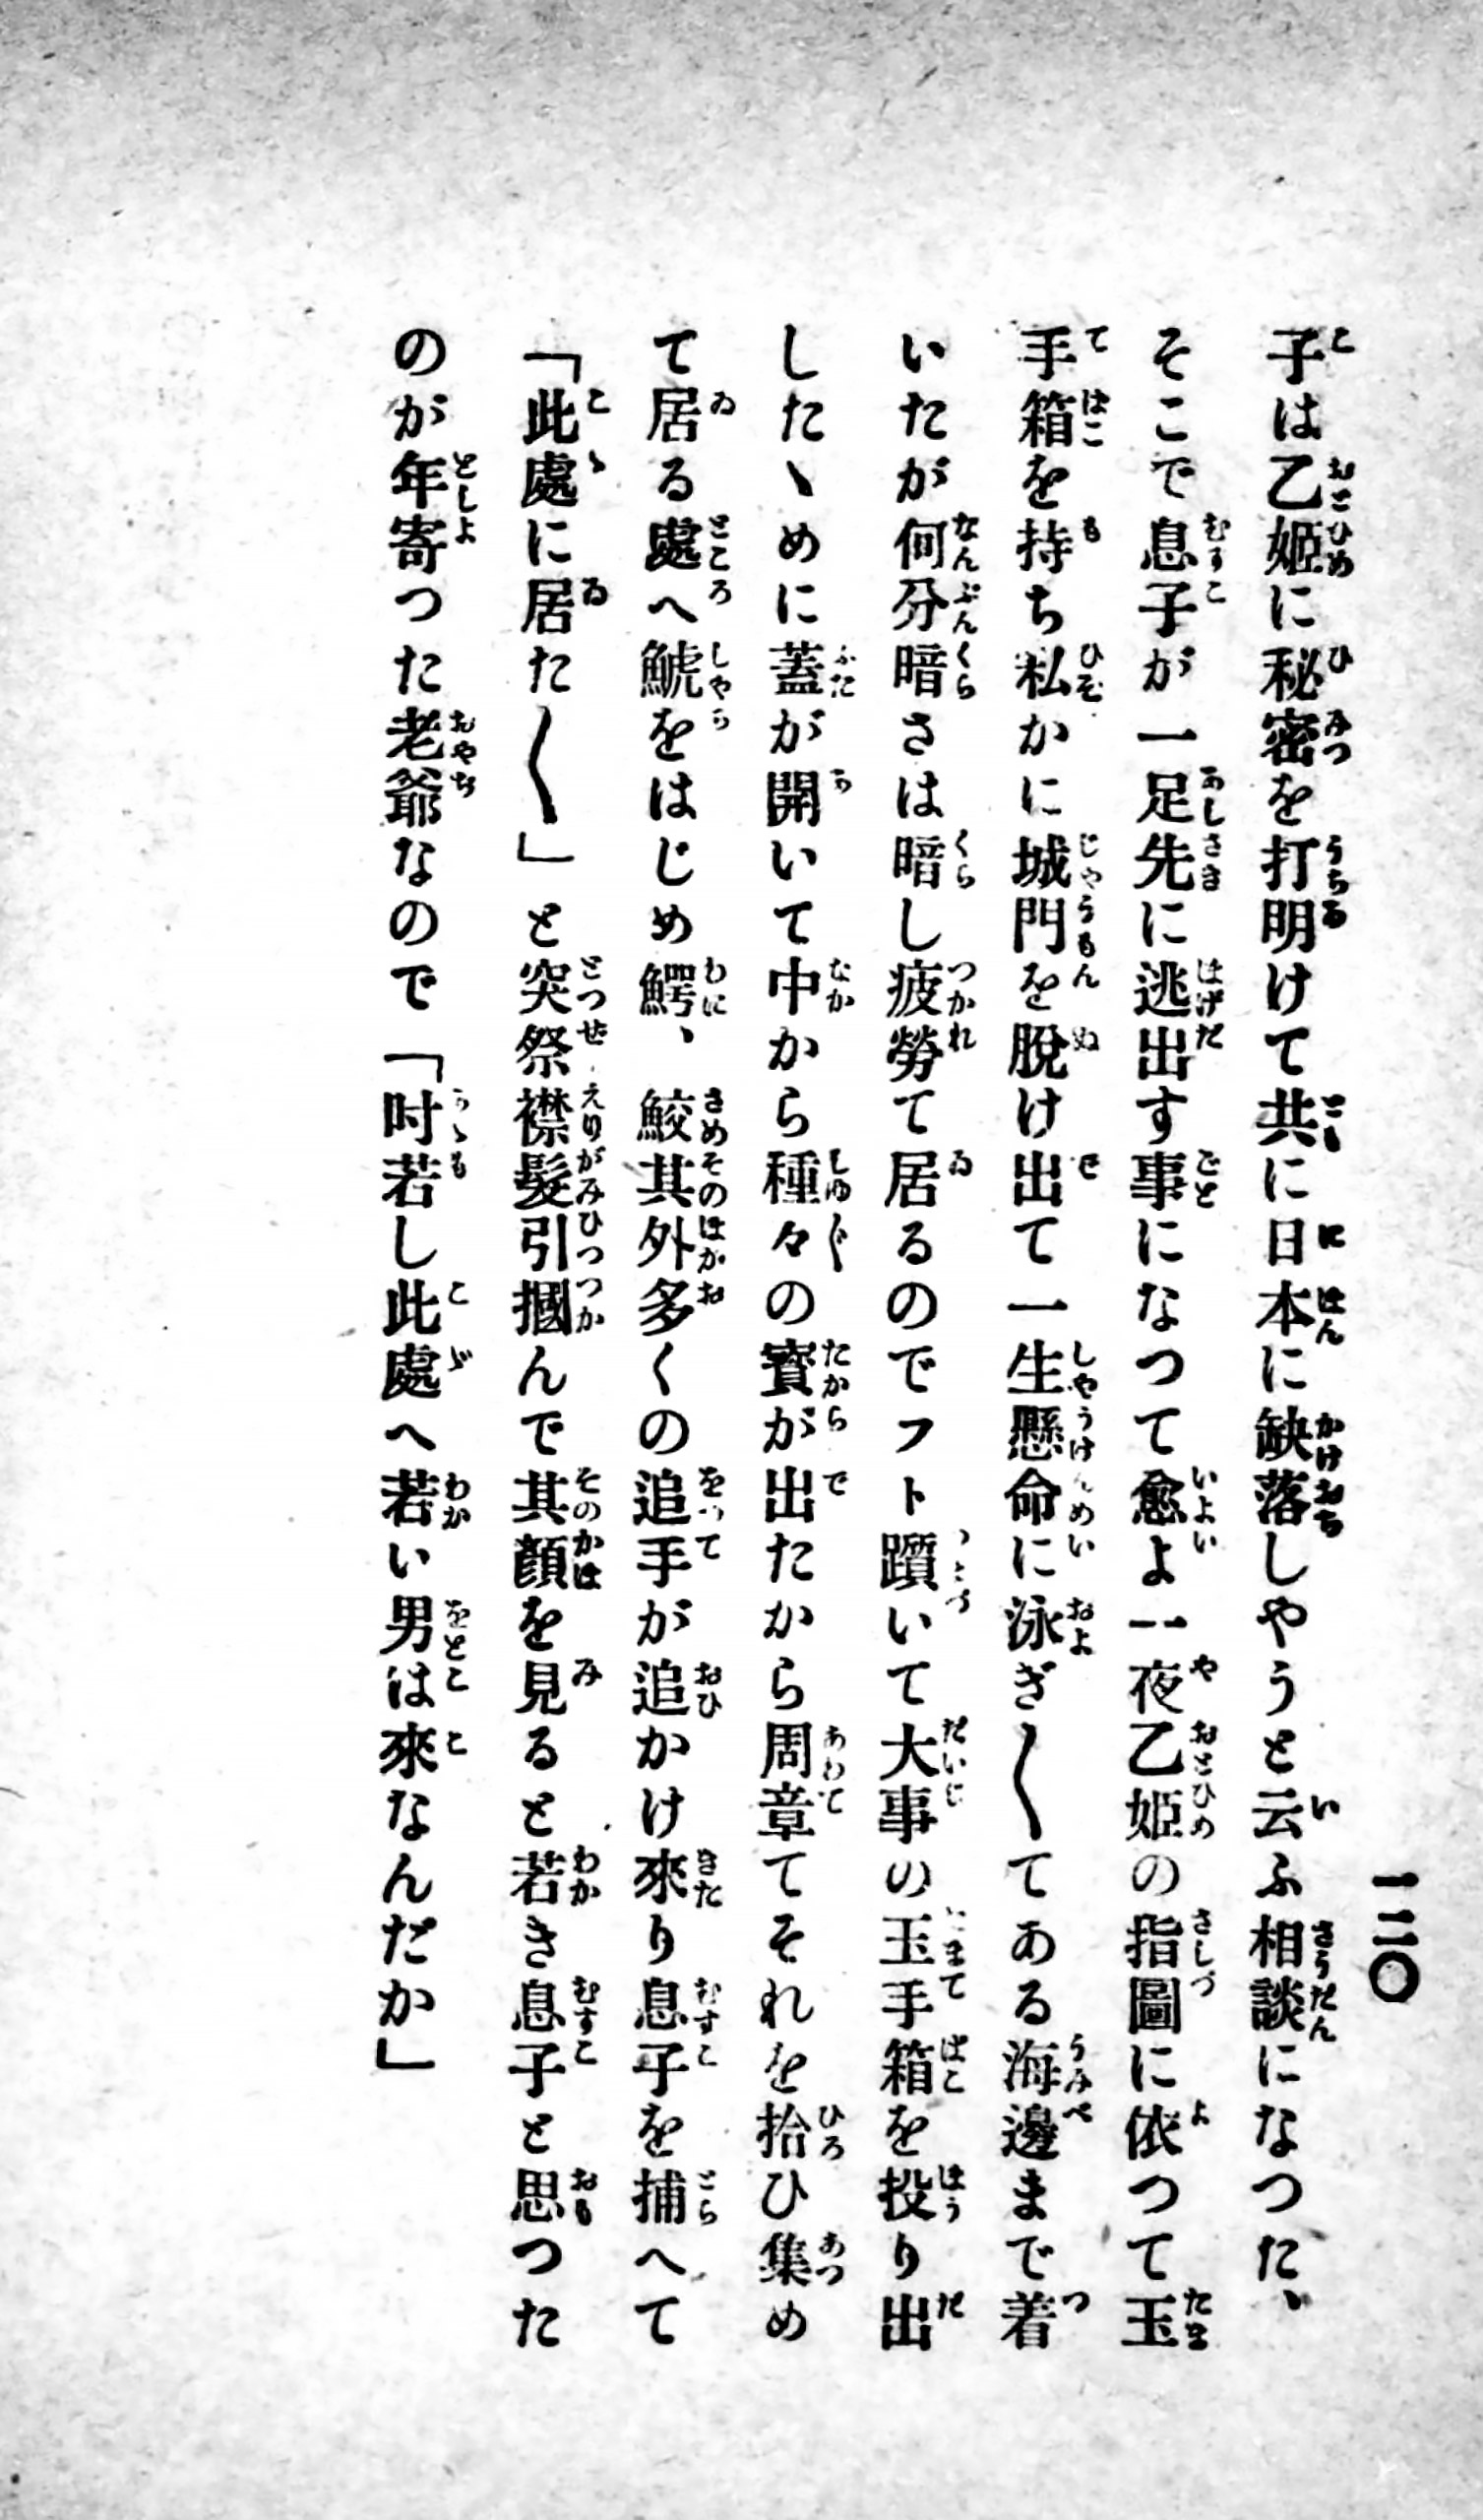 一二〇
子は乙姫に秘密を打明けて共に日本に缺落しやうと云ふ相談になつた、
そこで息子が一足先に逃出す事になつて愈よ一夜乙姫の指圖に依つて玉
手箱を持ち私かに城門を脱け出て一生懸命に泳ぎ〱てある海邊まで着
いたが何分暗さは暗し疲勞て居るのでフト躓いて大事の玉手箱を投り出
したゝめに蓋が開いて中から種々の寶が出たから周章てそれを拾ひ集め
て居る處へ鯱をはじめ鰐、鮫其外多くの追手が追かけ來り息子を捕へて
「此處に居た〱」と突然襟髮引摑んで其顏を見ると若き息子と思つた
のが年寄つた老爺なので「吋若し此處へ若い男は來なんだか」